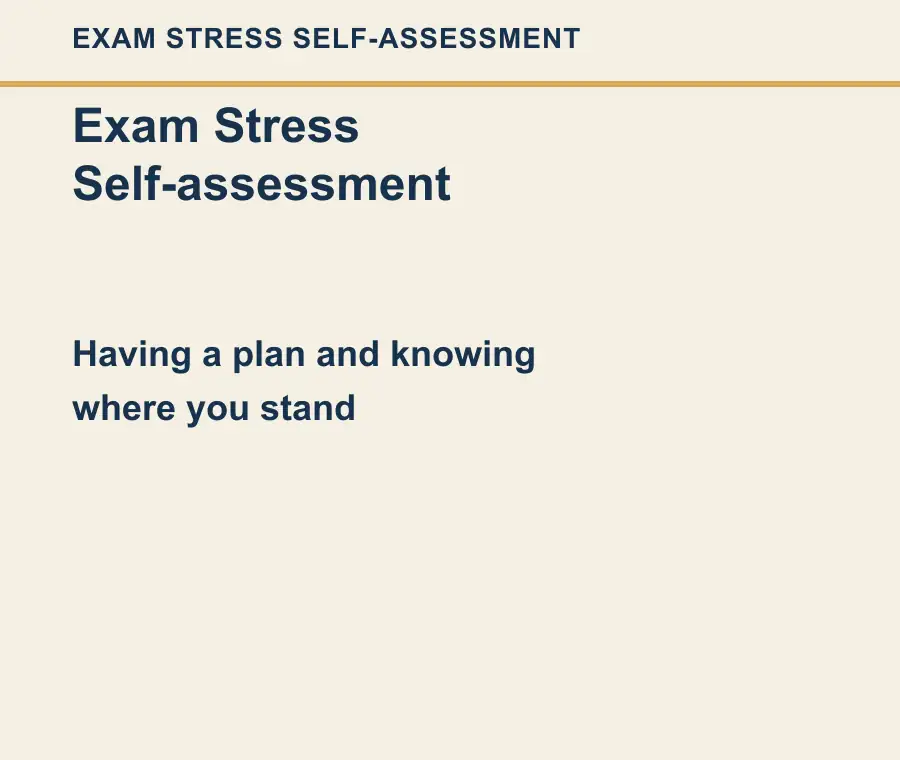 EXAM STRESS SELF-ASSESSMENT
Exam Stress
Self-assessment
Having a plan and knowing
where you stand